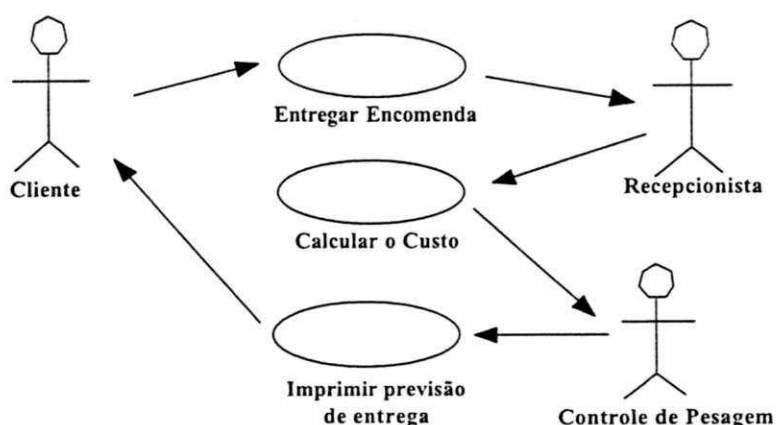 Entregar Encomenda
Cliente
Recepcionista
Calcular o Custo
Imprimir previsão
de entrega
Controle de Pesagem